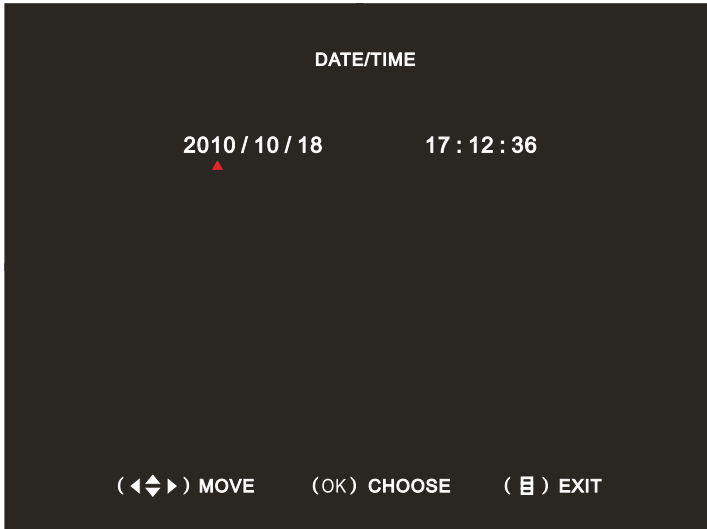 DATE/TIME
2010 / 10 / 18 17 : 12 : 36
( ) MOVE (OK) CHOOSE ( ) EXIT